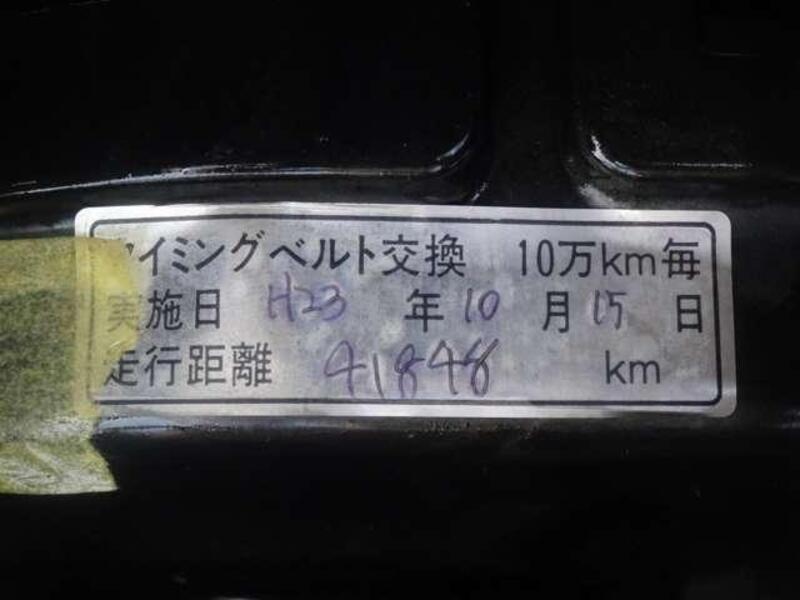 タイミングベルト交換 10万km毎
実施日 H23 年 10 月 15 日
走行距離 91848 km